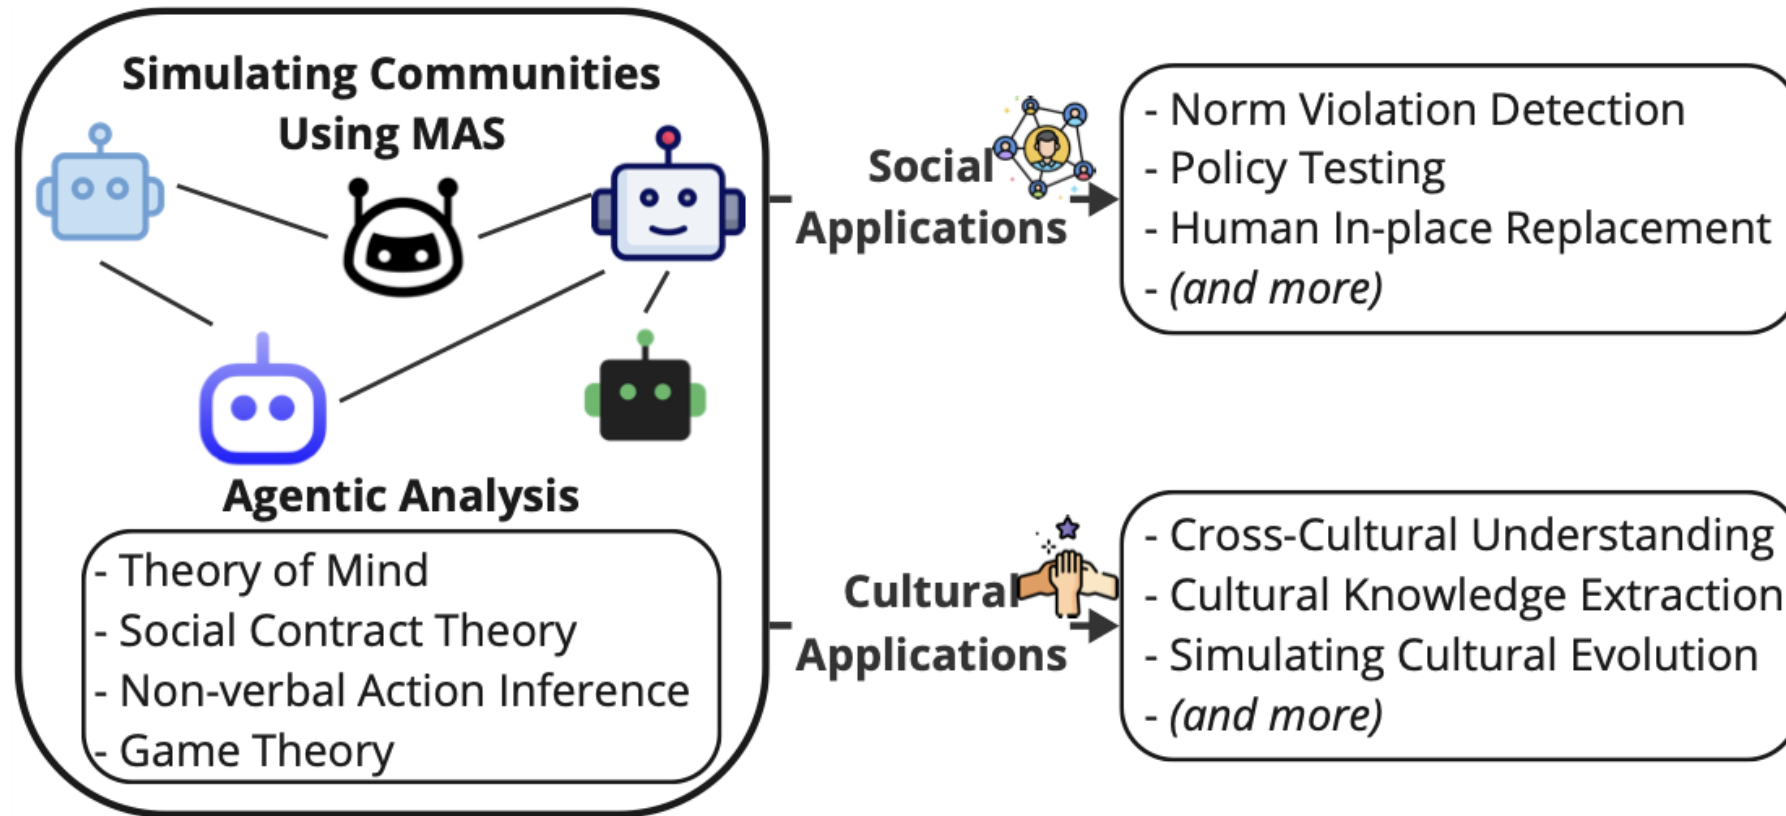 Simulating Communities
Using MAS
Agentic Analysis
- Theory of Mind
- Social Contract Theory
- Non-verbal Action Inference
- Game Theory
Social
Applications
- Norm Violation Detection
- Policy Testing
- Human In-place Replacement
- (and more)
Cultural
Applications
- Cross-Cultural Understanding
- Cultural Knowledge Extraction
- Simulating Cultural Evolution
- (and more)